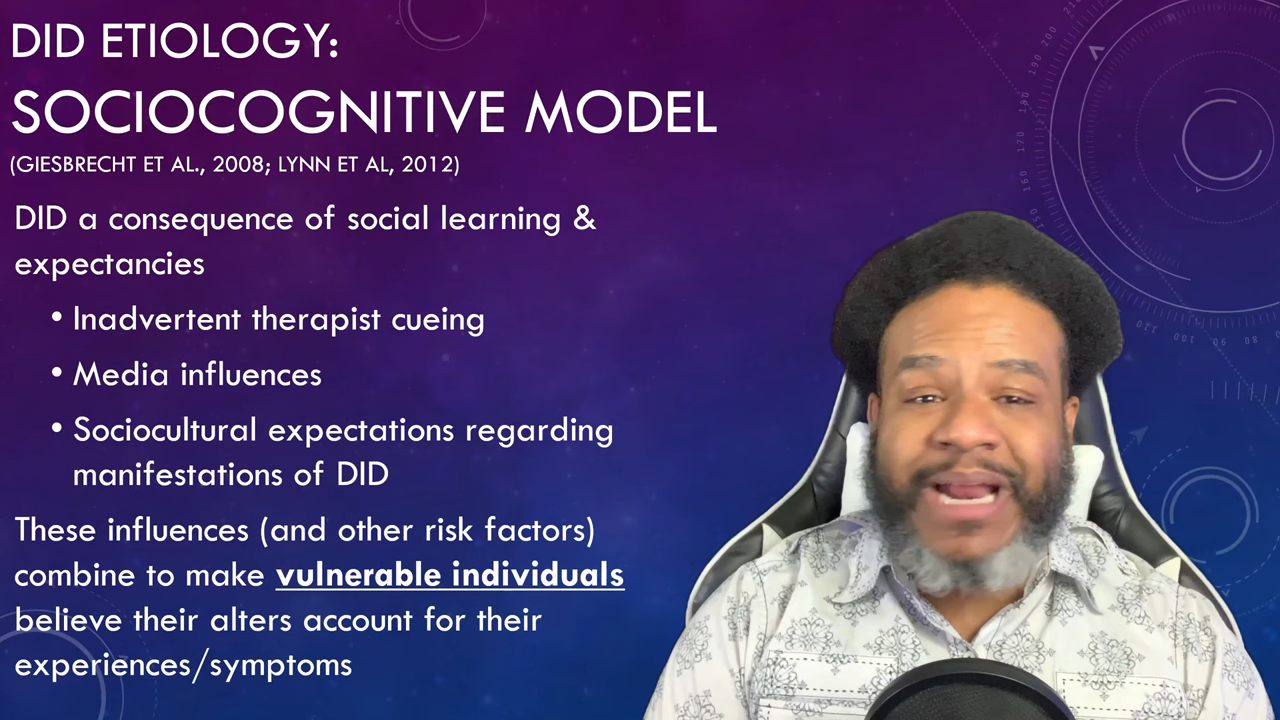 DID ETIOLOGY:
SOCIOCOGNITIVE MODEL
(GIESBRECHT ET AL., 2008; LYNN ET AL, 2012)
DID a consequence of social learning &
expectancies
• Inadvertent therapist cueing
• Media influences
• Sociocultural expectations regarding
manifestations of DID
These influences (and other risk factors)
combine to make vulnerable individuals
believe their alters account for their
experiences/symptoms